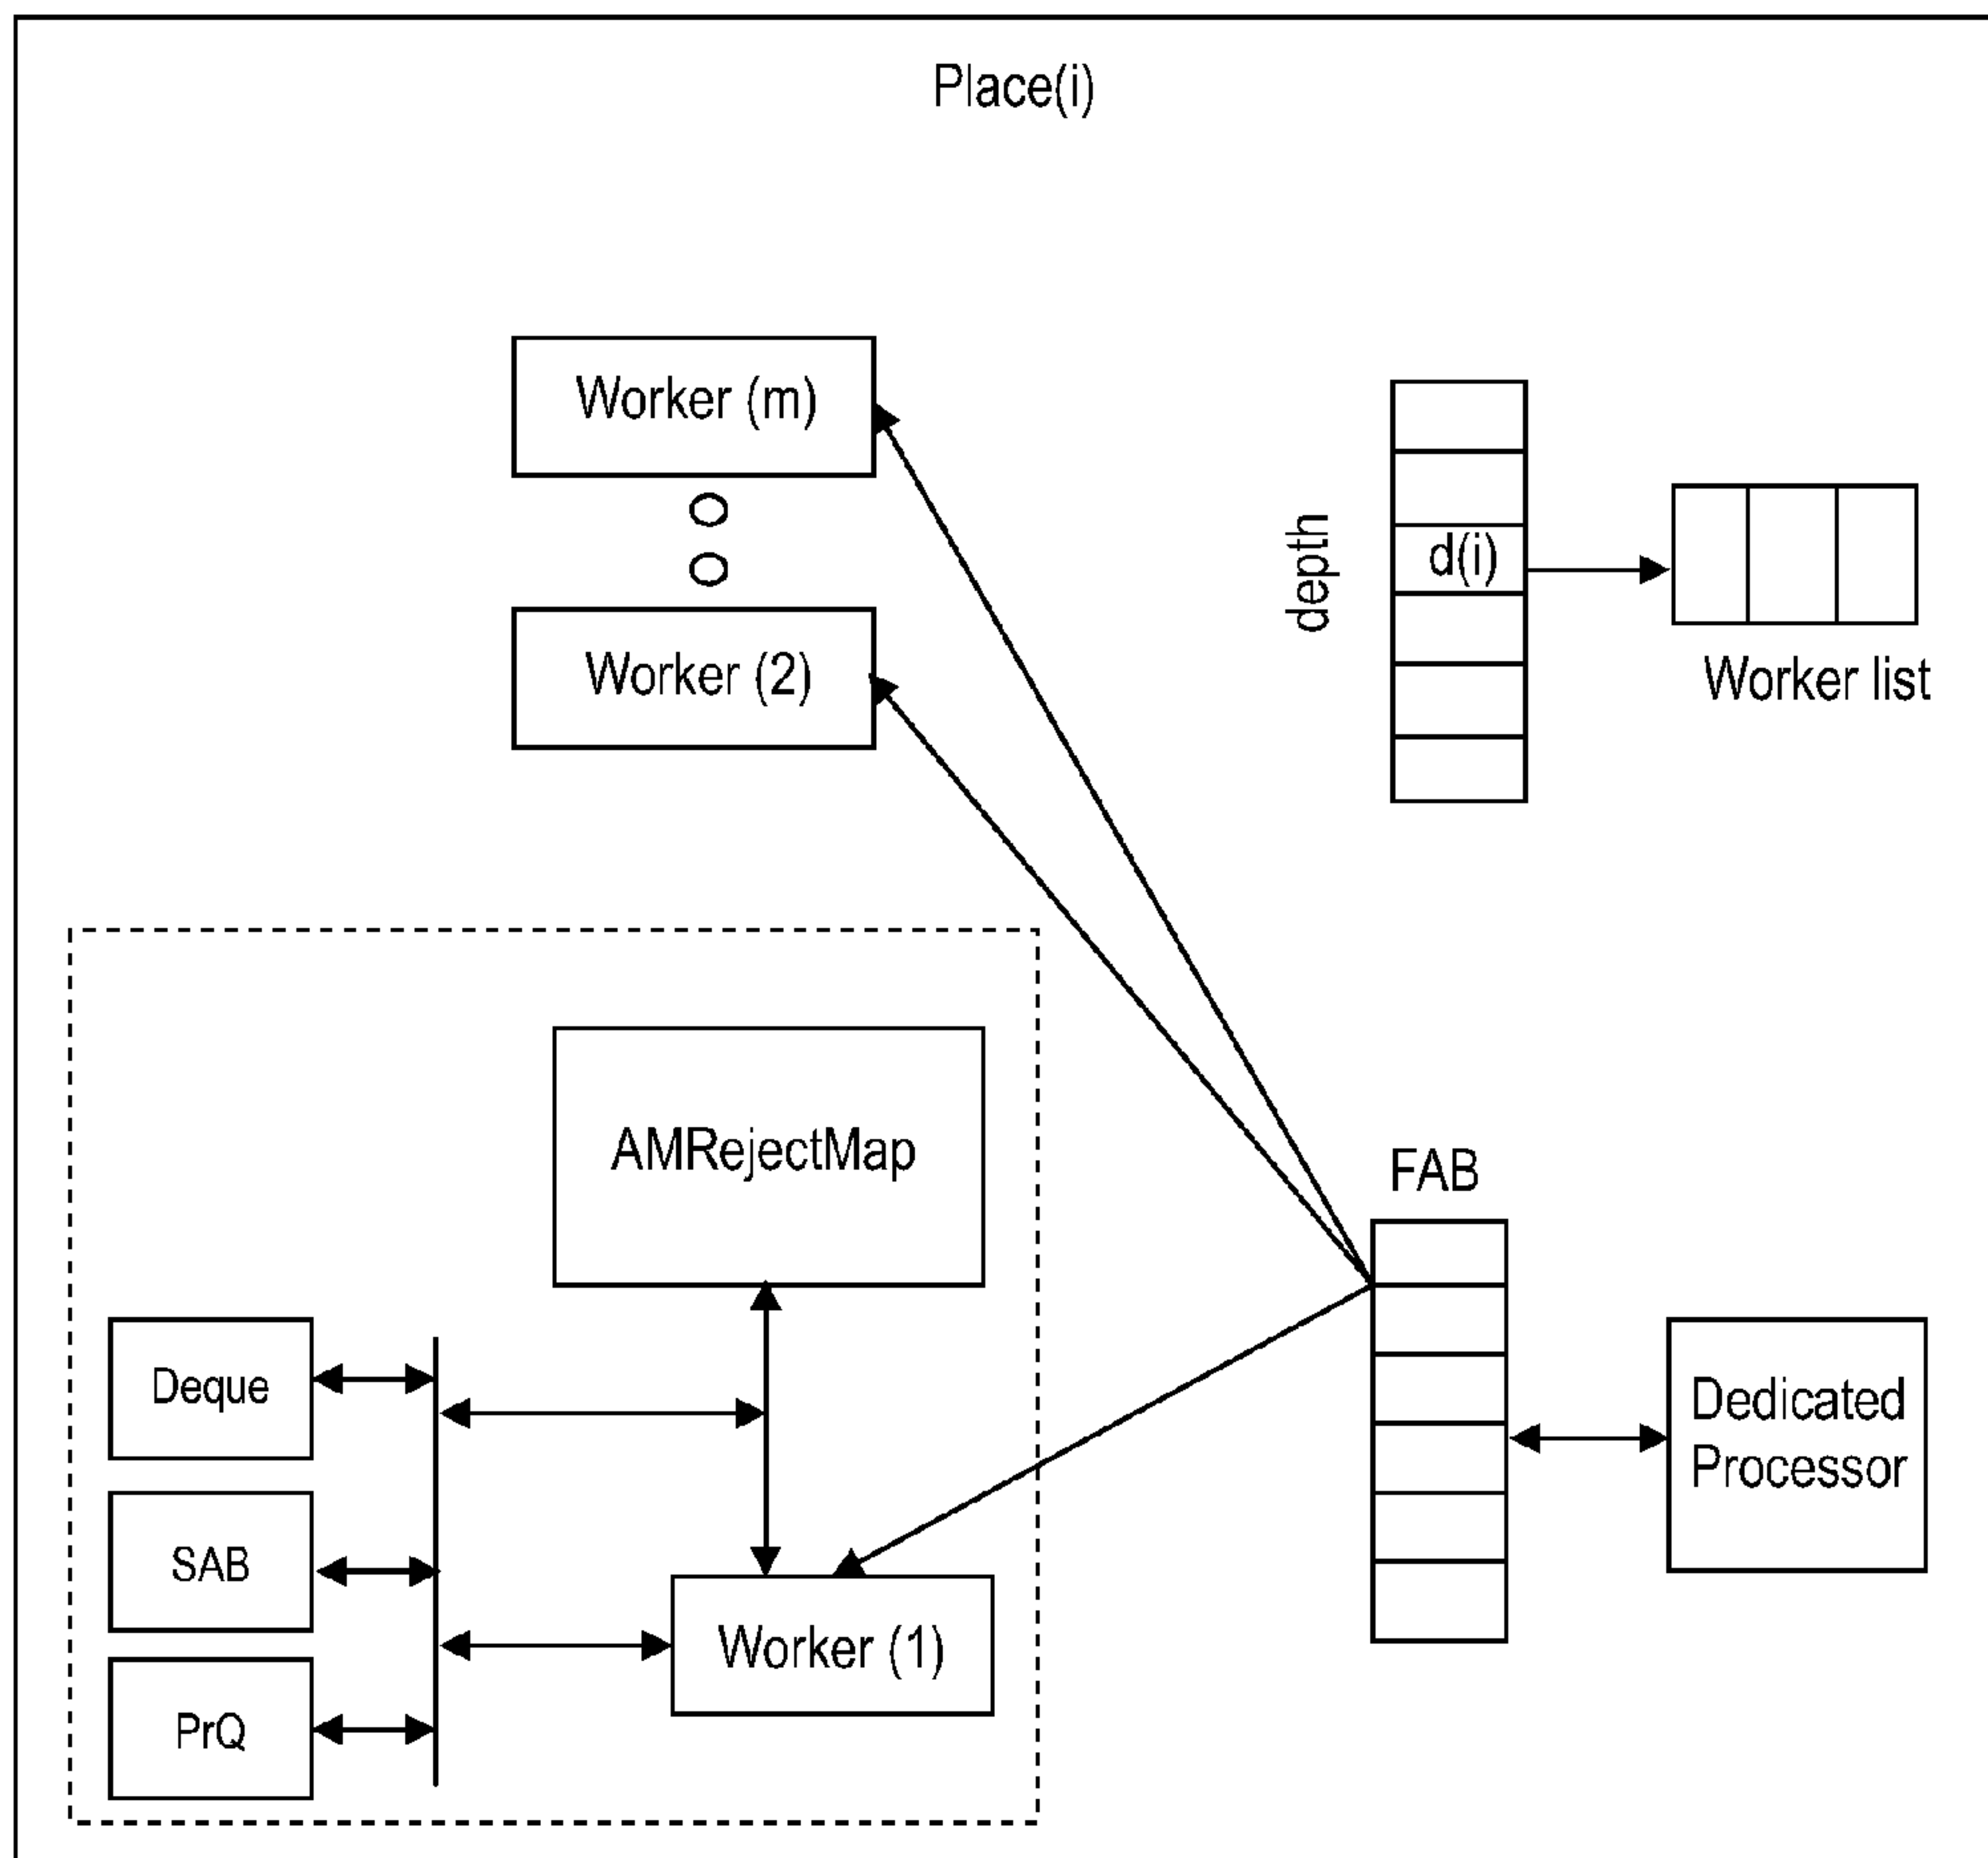 Place(i)
Worker (m)
depth
d(i)
Worker (2)
Worker list
AMRejectMap
FAB
Deque
Dedicated
Processor
SAB
Worker (1)
PrQ